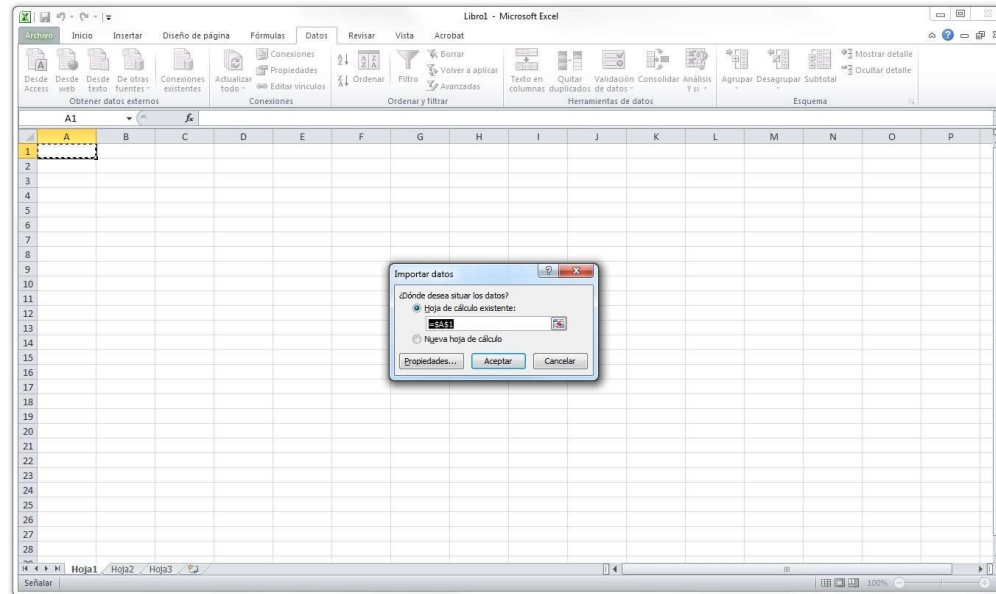 Libro1 - Microsoft Excel
Archivo Inicio Insertar Diseño de página Fórmulas Datos Revisar Vista Acrobat
Desde Access
Desde web
Desde texto
De otras fuentes
Conexiones existentes
Obtener datos externos
Actualizar todo
Conexiones
Propiedades
Editar vínculos
Conexiones
Ordenar
Filtro
Borrar
Volver a aplicar
Avanzadas
Ordenar y filtrar
Texto en columnas
Quitar duplicados
Validación de datos
Consolidar
Análisis Y si
Herramientas de datos
Agrupar
Desagrupar
Subtotal
Mostrar detalle
Ocultar detalle
Esquema
A1 fx
A B C D E F G H I J K L M N O P
1
2
3
4
5
6
7
8
9
10
11
12
13
14
15
16
17
18
19
20
21
22
23
24
25
26
27
28
Importar datos
¿Dónde desea situar los datos?
Hoja de cálculo existente:
=$A$1
Nueva hoja de cálculo
Propiedades... Aceptar Cancelar
Hoja1 Hoja2 Hoja3
Señalar 100%